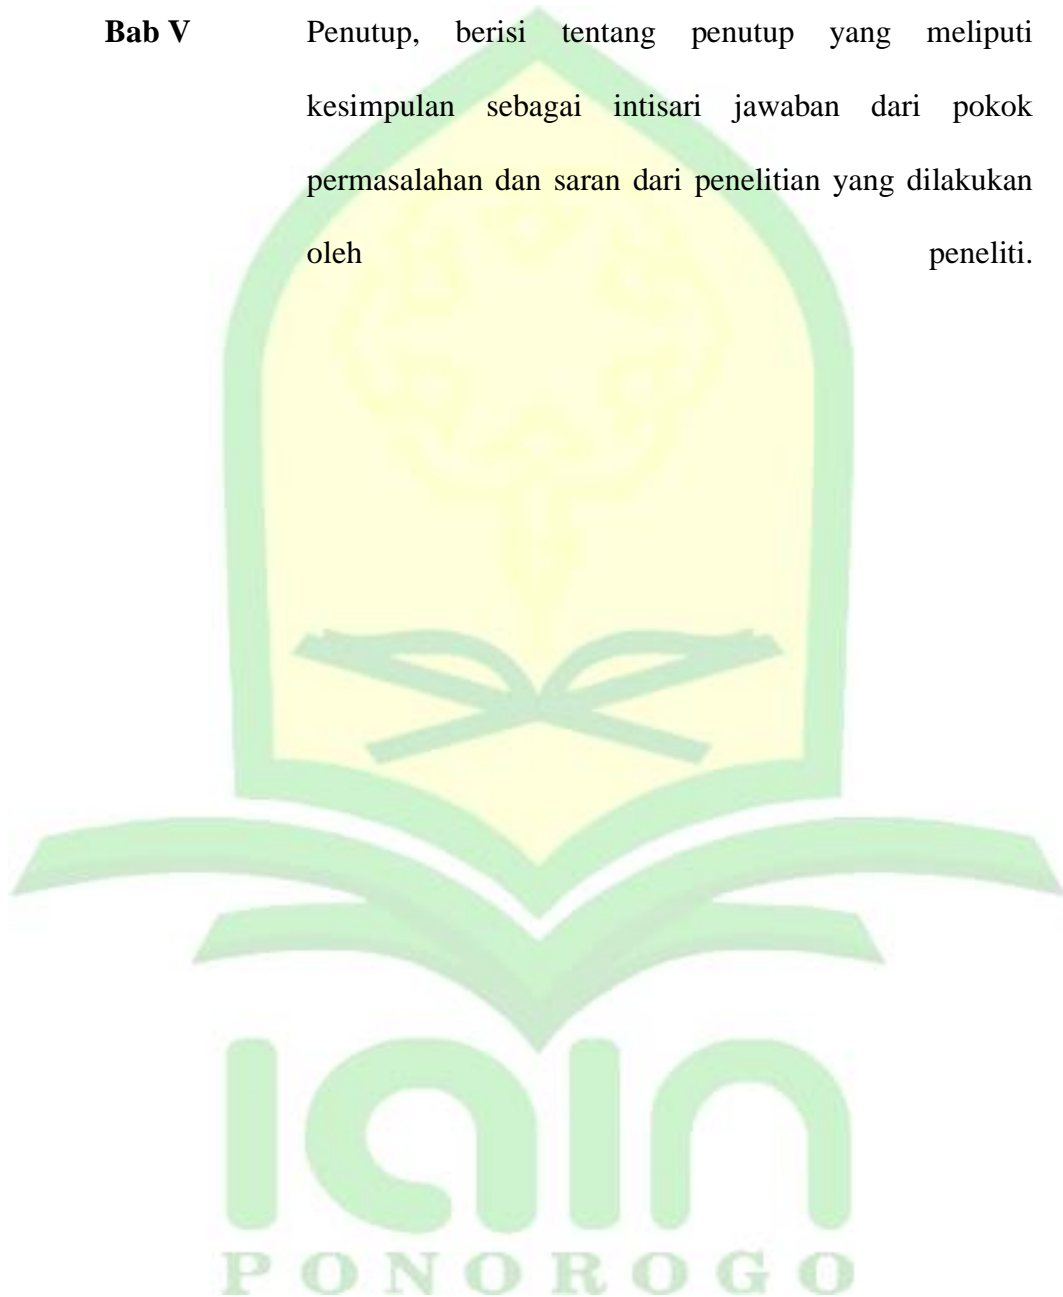 Bab V Penutup, berisi tentang penutup yang meliputi
kesimpulan sebagai intisari jawaban dari pokok
permasalahan dan saran dari penelitian yang dilakukan
oleh peneliti.
iain
PONOROGO